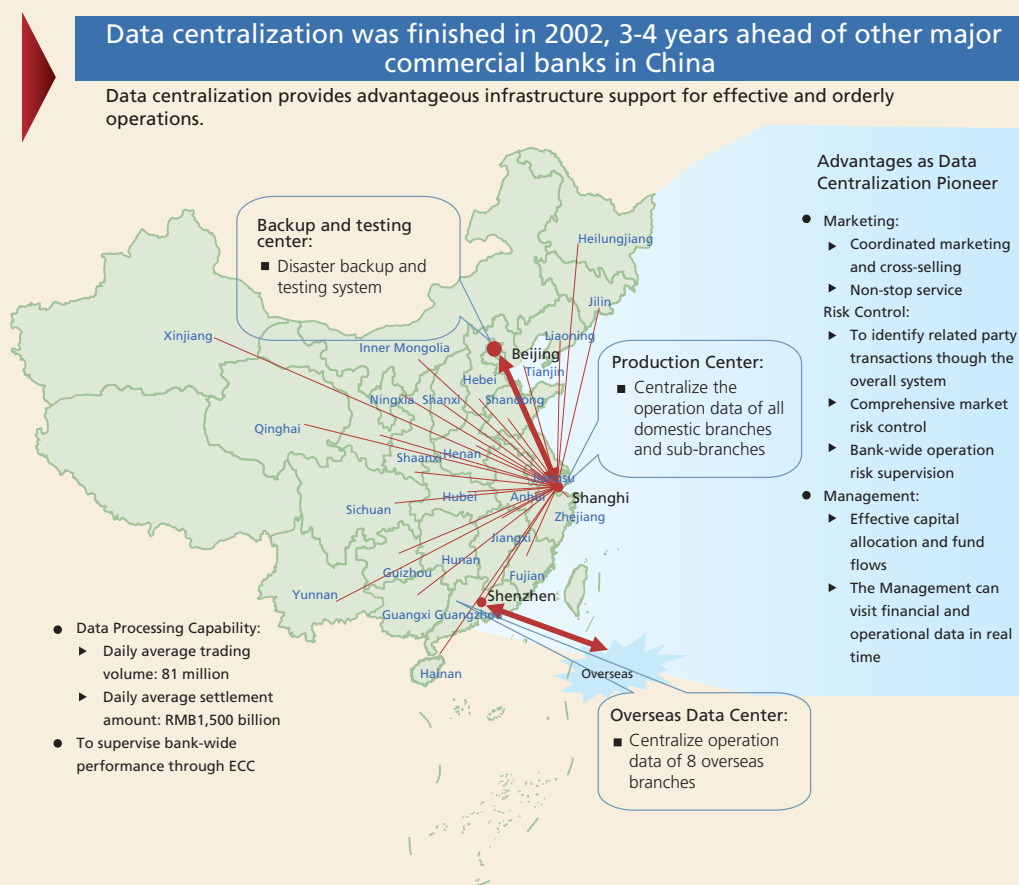 Data centralization was finished in 2002, 3-4 years ahead of other major
commercial banks in China
Data centralization provides advantageous infrastructure support for effective and orderly
operations.
Backup and testing
center:
■ Disaster backup and
testing system
Heilungjiang
Jilin
Liaoning
Xinjiang
Inner Mongolia
Beijing
Tianjin
Hebei
Ningxia
Shanxi
Shandong
Qinghai
Shaanxi
Henan
Jiangsu
Hubei
Anhui
Shanghi
Sichuan
Zhejiang
Jiangxi
Hunan
Guizhou
Fujian
Yunnan
Shenzhen
Guangxi
Guangzhou
Hainan
Overseas
Production Center:
■ Centralize the
operation data of all
domestic branches
and sub-branches
Overseas Data Center:
■ Centralize operation
data of 8 overseas
branches
● Data Processing Capability:
► Daily average trading
volume: 81 million
► Daily average settlement
amount: RMB1,500 billion
● To supervise bank-wide
performance through ECC
Advantages as Data
Centralization Pioneer
● Marketing:
► Coordinated marketing
and cross-selling
► Non-stop service
Risk Control:
► To identify related party
transactions though the
overall system
► Comprehensive market
risk control
► Bank-wide operation
risk supervision
● Management:
► Effective capital
allocation and fund
flows
► The Management can
visit financial and
operational data in real
time